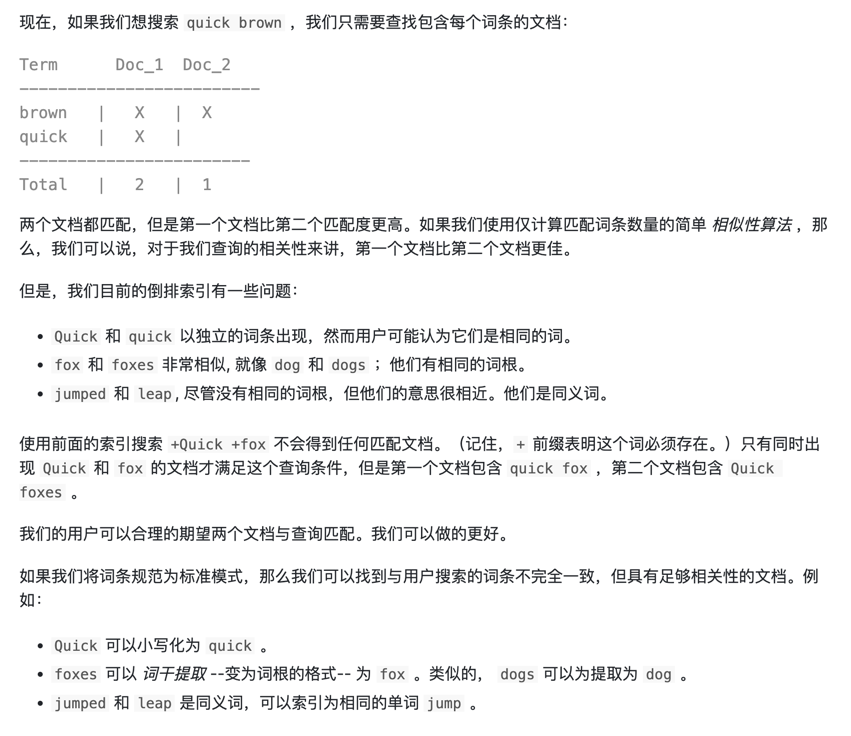 现在，如果我们想搜索 quick brown ，我们只需要查找包含每个词条的文档：
Term      Doc_1  Doc_2
-------------------------
brown   |   X   |  X
quick   |   X   |
------------------------
Total   |   2   |  1
两个文档都匹配，但是第一个文档比第二个匹配度更高。如果我们使用仅计算匹配词条数量的简单 相似性算法 ，那
么，我们可以说，对于我们查询的相关性来讲，第一个文档比第二个文档更佳。
但是，我们目前的倒排索引有一些问题：
• Quick 和 quick 以独立的词条出现，然而用户可能认为它们是相同的词。
• fox 和 foxes 非常相似, 就像 dog 和 dogs ；他们有相同的词根。
• jumped 和 leap, 尽管没有相同的词根，但他们的意思很相近。他们是同义词。
使用前面的索引搜索 +Quick +fox 不会得到任何匹配文档。（记住，+ 前缀表明这个词必须存在。）只有同时出
现 Quick 和 fox 的文档才满足这个查询条件，但是第一个文档包含 quick fox ，第二个文档包含 Quick
foxes 。
我们的用户可以合理的期望两个文档与查询匹配。我们可以做的更好。
如果我们将词条规范为标准模式，那么我们可以找到与用户搜索的词条不完全一致，但具有足够相关性的文档。例
如：
• Quick 可以小写化为 quick 。
• foxes 可以 词干提取 --变为词根的格式-- 为 fox 。类似的， dogs 可以为提取为 dog 。
• jumped 和 leap 是同义词，可以索引为相同的单词 jump 。